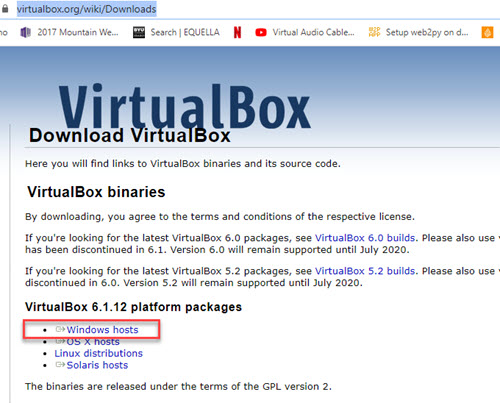 virtualbox.org/wiki/Downloads
no 2017 Mountain We... BYU Search | EQUELLA N Virtual Audio Cable... Setup web2py on d...
VirtualBox
Download VirtualBox
Here you will find links to VirtualBox binaries and its source code.
VirtualBox binaries
By downloading, you agree to the terms and conditions of the respective license.
If you're looking for the latest VirtualBox 6.0 packages, see VirtualBox 6.0 builds. Please also use
has been discontinued in 6.1. Version 6.0 will remain supported until July 2020.
If you're looking for the latest VirtualBox 5.2 packages, see VirtualBox 5.2 builds. Please also use
discontinued in 6.0. Version 5.2 will remain supported until July 2020.
VirtualBox 6.1.12 platform packages
Windows hosts
OS X hosts
Linux distributions
Solaris hosts
The binaries are released under the terms of the GPL version 2.